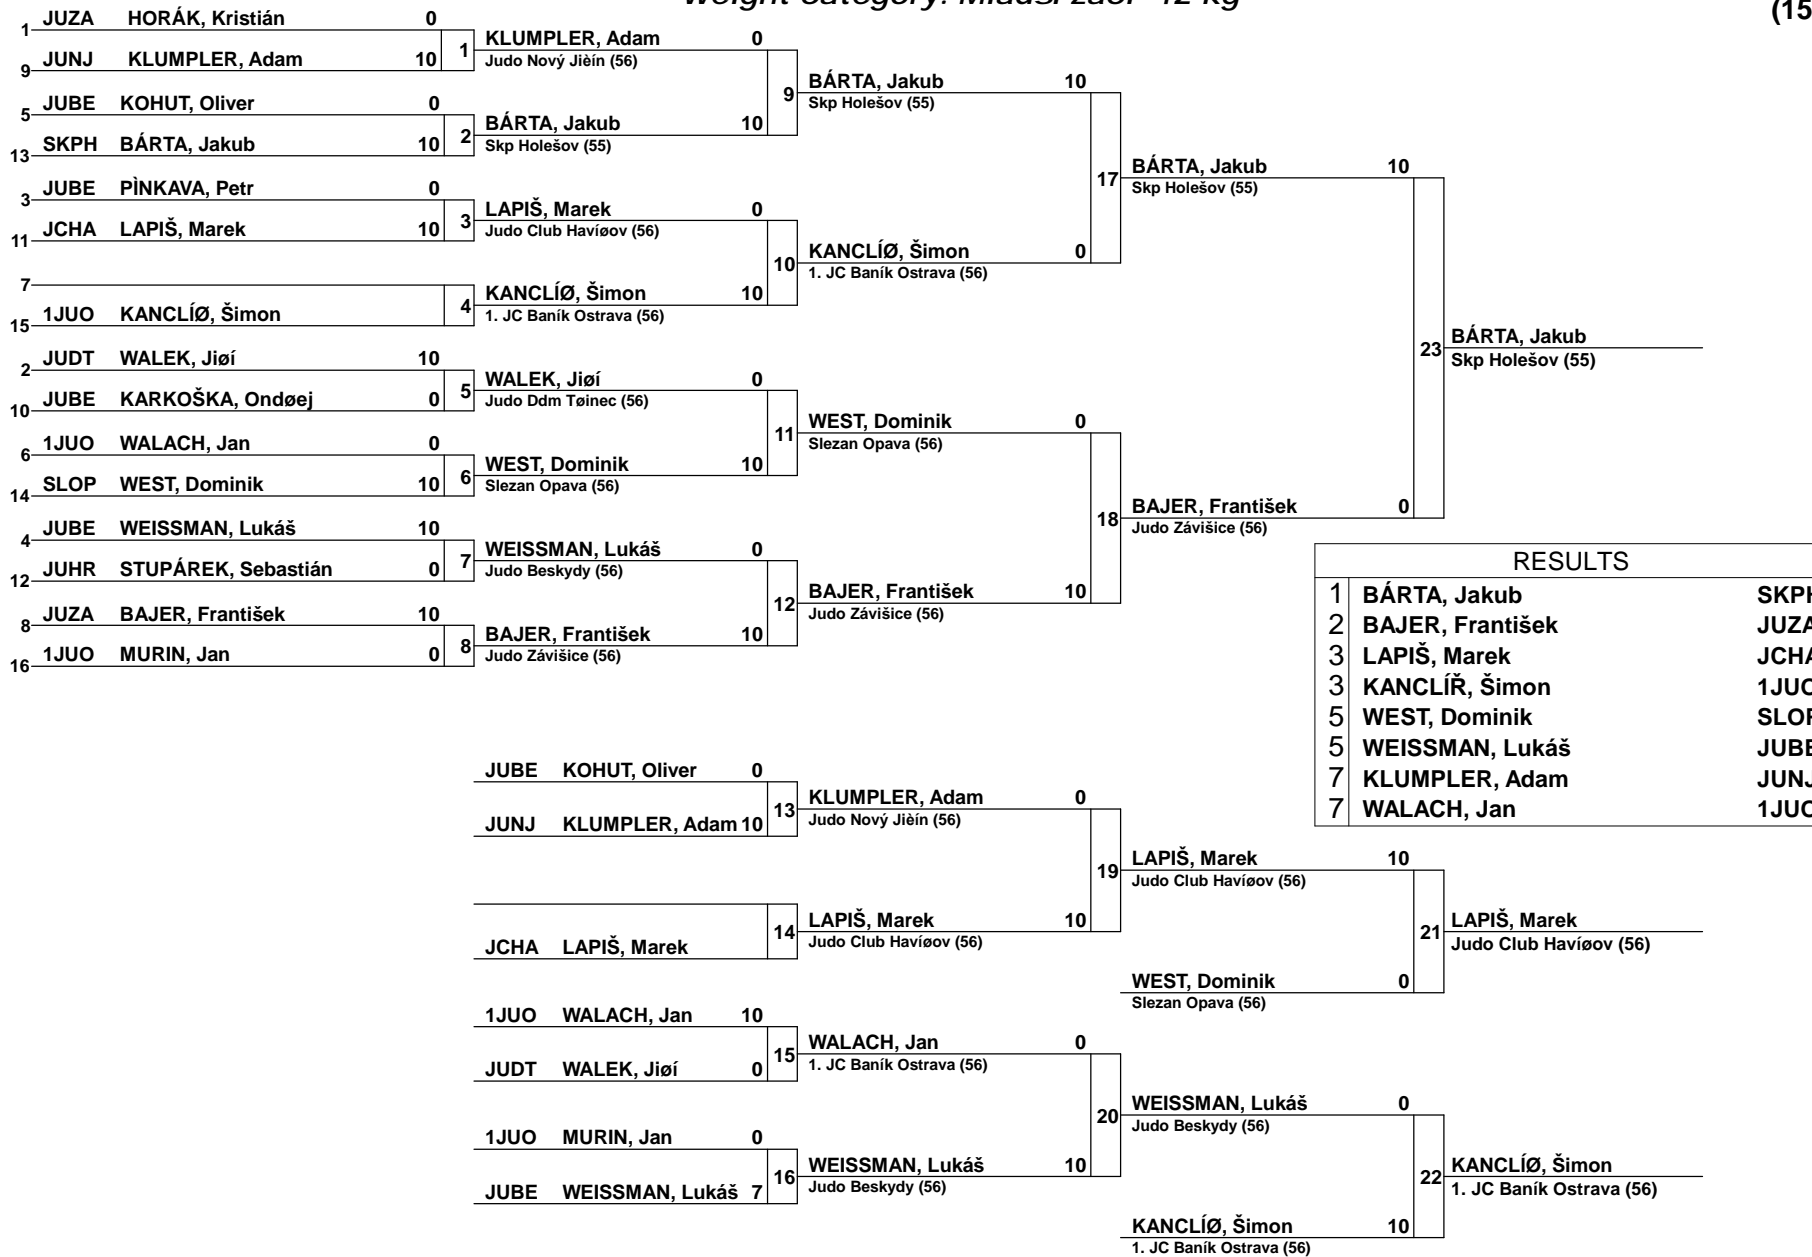 (15
1 JUZA HORÁK, Kristián 0
9 JUNJ KLUMPLER, Adam 10
1
5 JUBE KOHUT, Oliver 0
13 SKPH BÁRTA, Jakub 10
2
3 JUBE PÌNKAVA, Petr 0
11 JCHA LAPIŠ, Marek 10
3
7
15 1JUO KANCLÍØ, Šimon
4
2 JUDT WALEK, Jiøí 10
10 JUBE KARKOŠKA, Ondøej 0
5
6 1JUO WALACH, Jan 0
14 SLOP WEST, Dominik 10
6
4 JUBE WEISSMAN, Lukáš 10
12 JUHR STUPÁREK, Sebastián 0
7
8 JUZA BAJER, František 10
16 1JUO MURIN, Jan 0
8
KLUMPLER, Adam 0
Judo Nový Jièín (56)
BÁRTA, Jakub 10
Skp Holešov (55)
9
LAPIŠ, Marek 0
Judo Club Havíøov (56)
KANCLÍØ, Šimon 10
1. JC Baník Ostrava (56)
10
WALEK, Jiøí 0
Judo Ddm Tøinec (56)
WEST, Dominik 10
Slezan Opava (56)
11
WEISSMAN, Lukáš 0
Judo Beskydy (56)
BAJER, František 10
Judo Závišice (56)
12
BÁRTA, Jakub 10
Skp Holešov (55)
KANCLÍØ, Šimon 0
1. JC Baník Ostrava (56)
17
WEST, Dominik 0
Slezan Opava (56)
BAJER, František 10
Judo Závišice (56)
18
BÁRTA, Jakub 10
Skp Holešov (55)
BAJER, František 0
Judo Závišice (56)
23
BÁRTA, Jakub
Skp Holešov (55)
RESULTS
1 BÁRTA, Jakub SKPH
2 BAJER, František JUZA
3 LAPIŠ, Marek JCHA
3 KANCLÍŘ, Šimon 1JUO
5 WEST, Dominik SLOP
5 WEISSMAN, Lukáš JUBE
7 KLUMPLER, Adam JUNJ
7 WALACH, Jan 1JUO
JUBE KOHUT, Oliver 0
JUNJ KLUMPLER, Adam 10
13
JCHA LAPIŠ, Marek
14
1JUO WALACH, Jan 10
JUDT WALEK, Jiøí 0
15
1JUO MURIN, Jan 0
JUBE WEISSMAN, Lukáš 7
16
KLUMPLER, Adam 0
Judo Nový Jièín (56)
LAPIŠ, Marek 10
Judo Club Havíøov (56)
19
WALACH, Jan 0
1. JC Baník Ostrava (56)
WEISSMAN, Lukáš 10
Judo Beskydy (56)
20
LAPIŠ, Marek 10
Judo Club Havíøov (56)
WEST, Dominik 0
Slezan Opava (56)
21
WEISSMAN, Lukáš 0
Judo Beskydy (56)
KANCLÍØ, Šimon 10
1. JC Baník Ostrava (56)
22
LAPIŠ, Marek
Judo Club Havíøov (56)
KANCLÍØ, Šimon
1. JC Baník Ostrava (56)